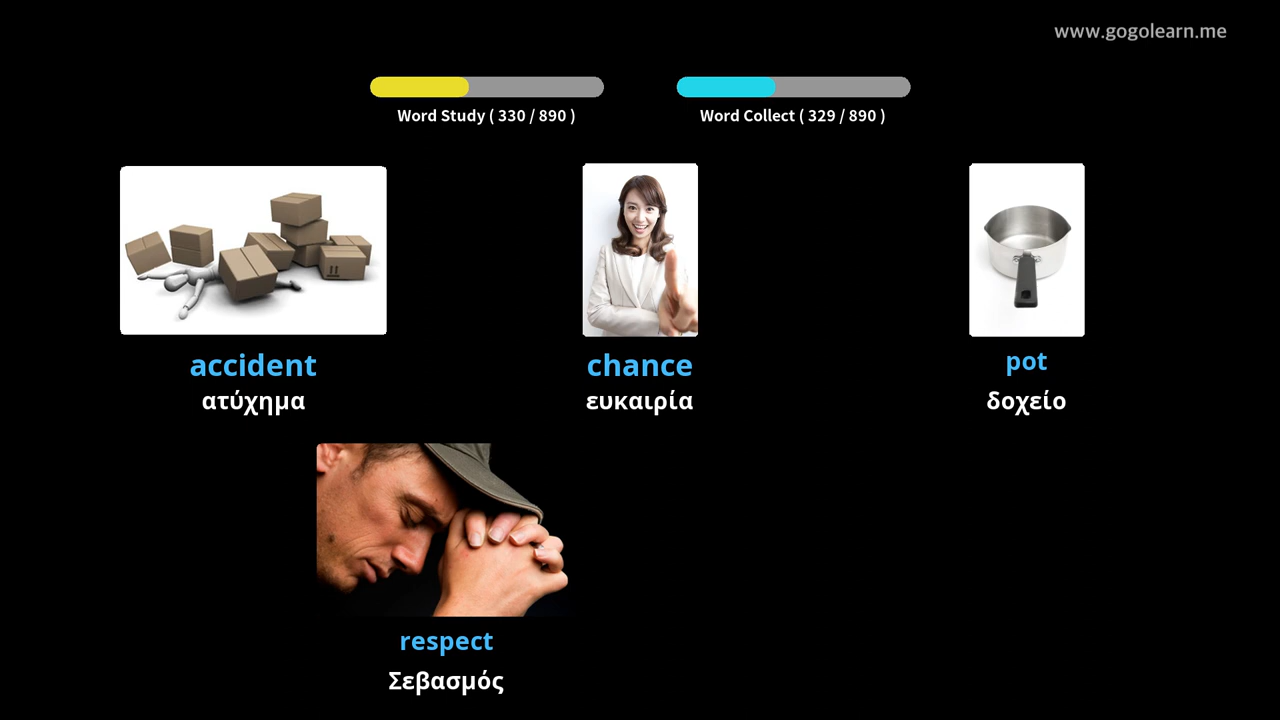 www.gogolearn.me
Word Study ( 330 / 890 )
Word Collect ( 329 / 890 )
accident
ατύχημα
chance
ευκαιρία
pot
δοχείο
respect
Σεβασμός